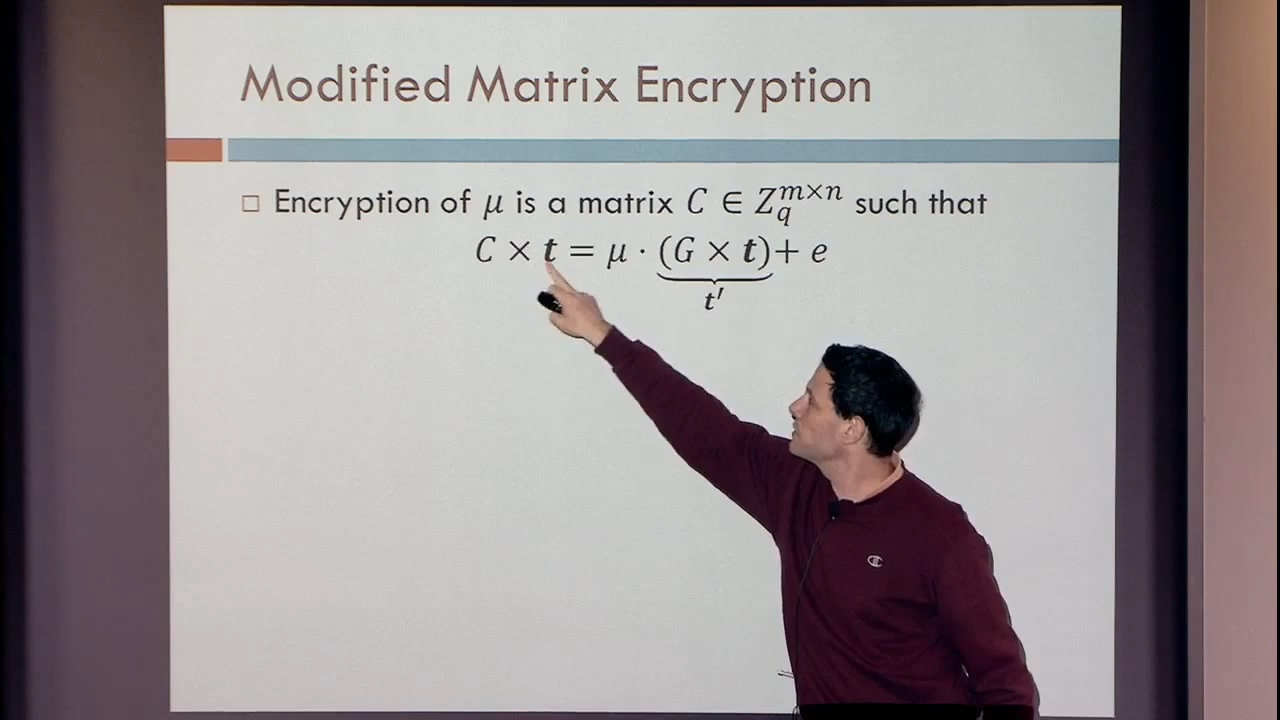 Modified Matrix Encryption
Encryption of μ is a matrix C ∈ Z_q^{m×n} such that
C × t = μ · (G × t) + e
t′